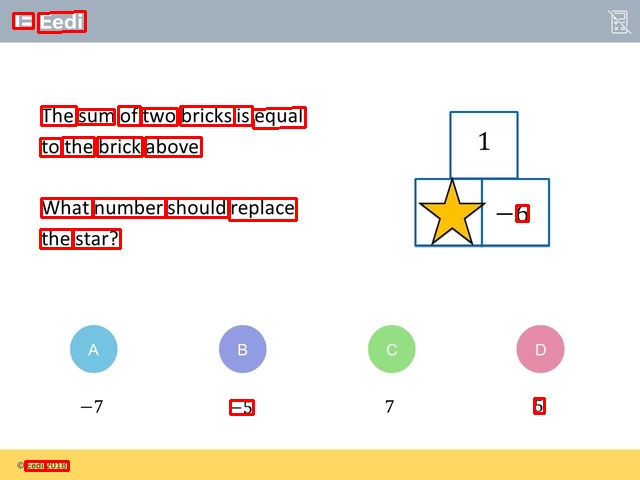 Eedi
The sum of two bricks is equal
to the brick above
What number should replace
the star?
1
−6
A
B
C
D
−7
−5
7
5
© Eedi 2018